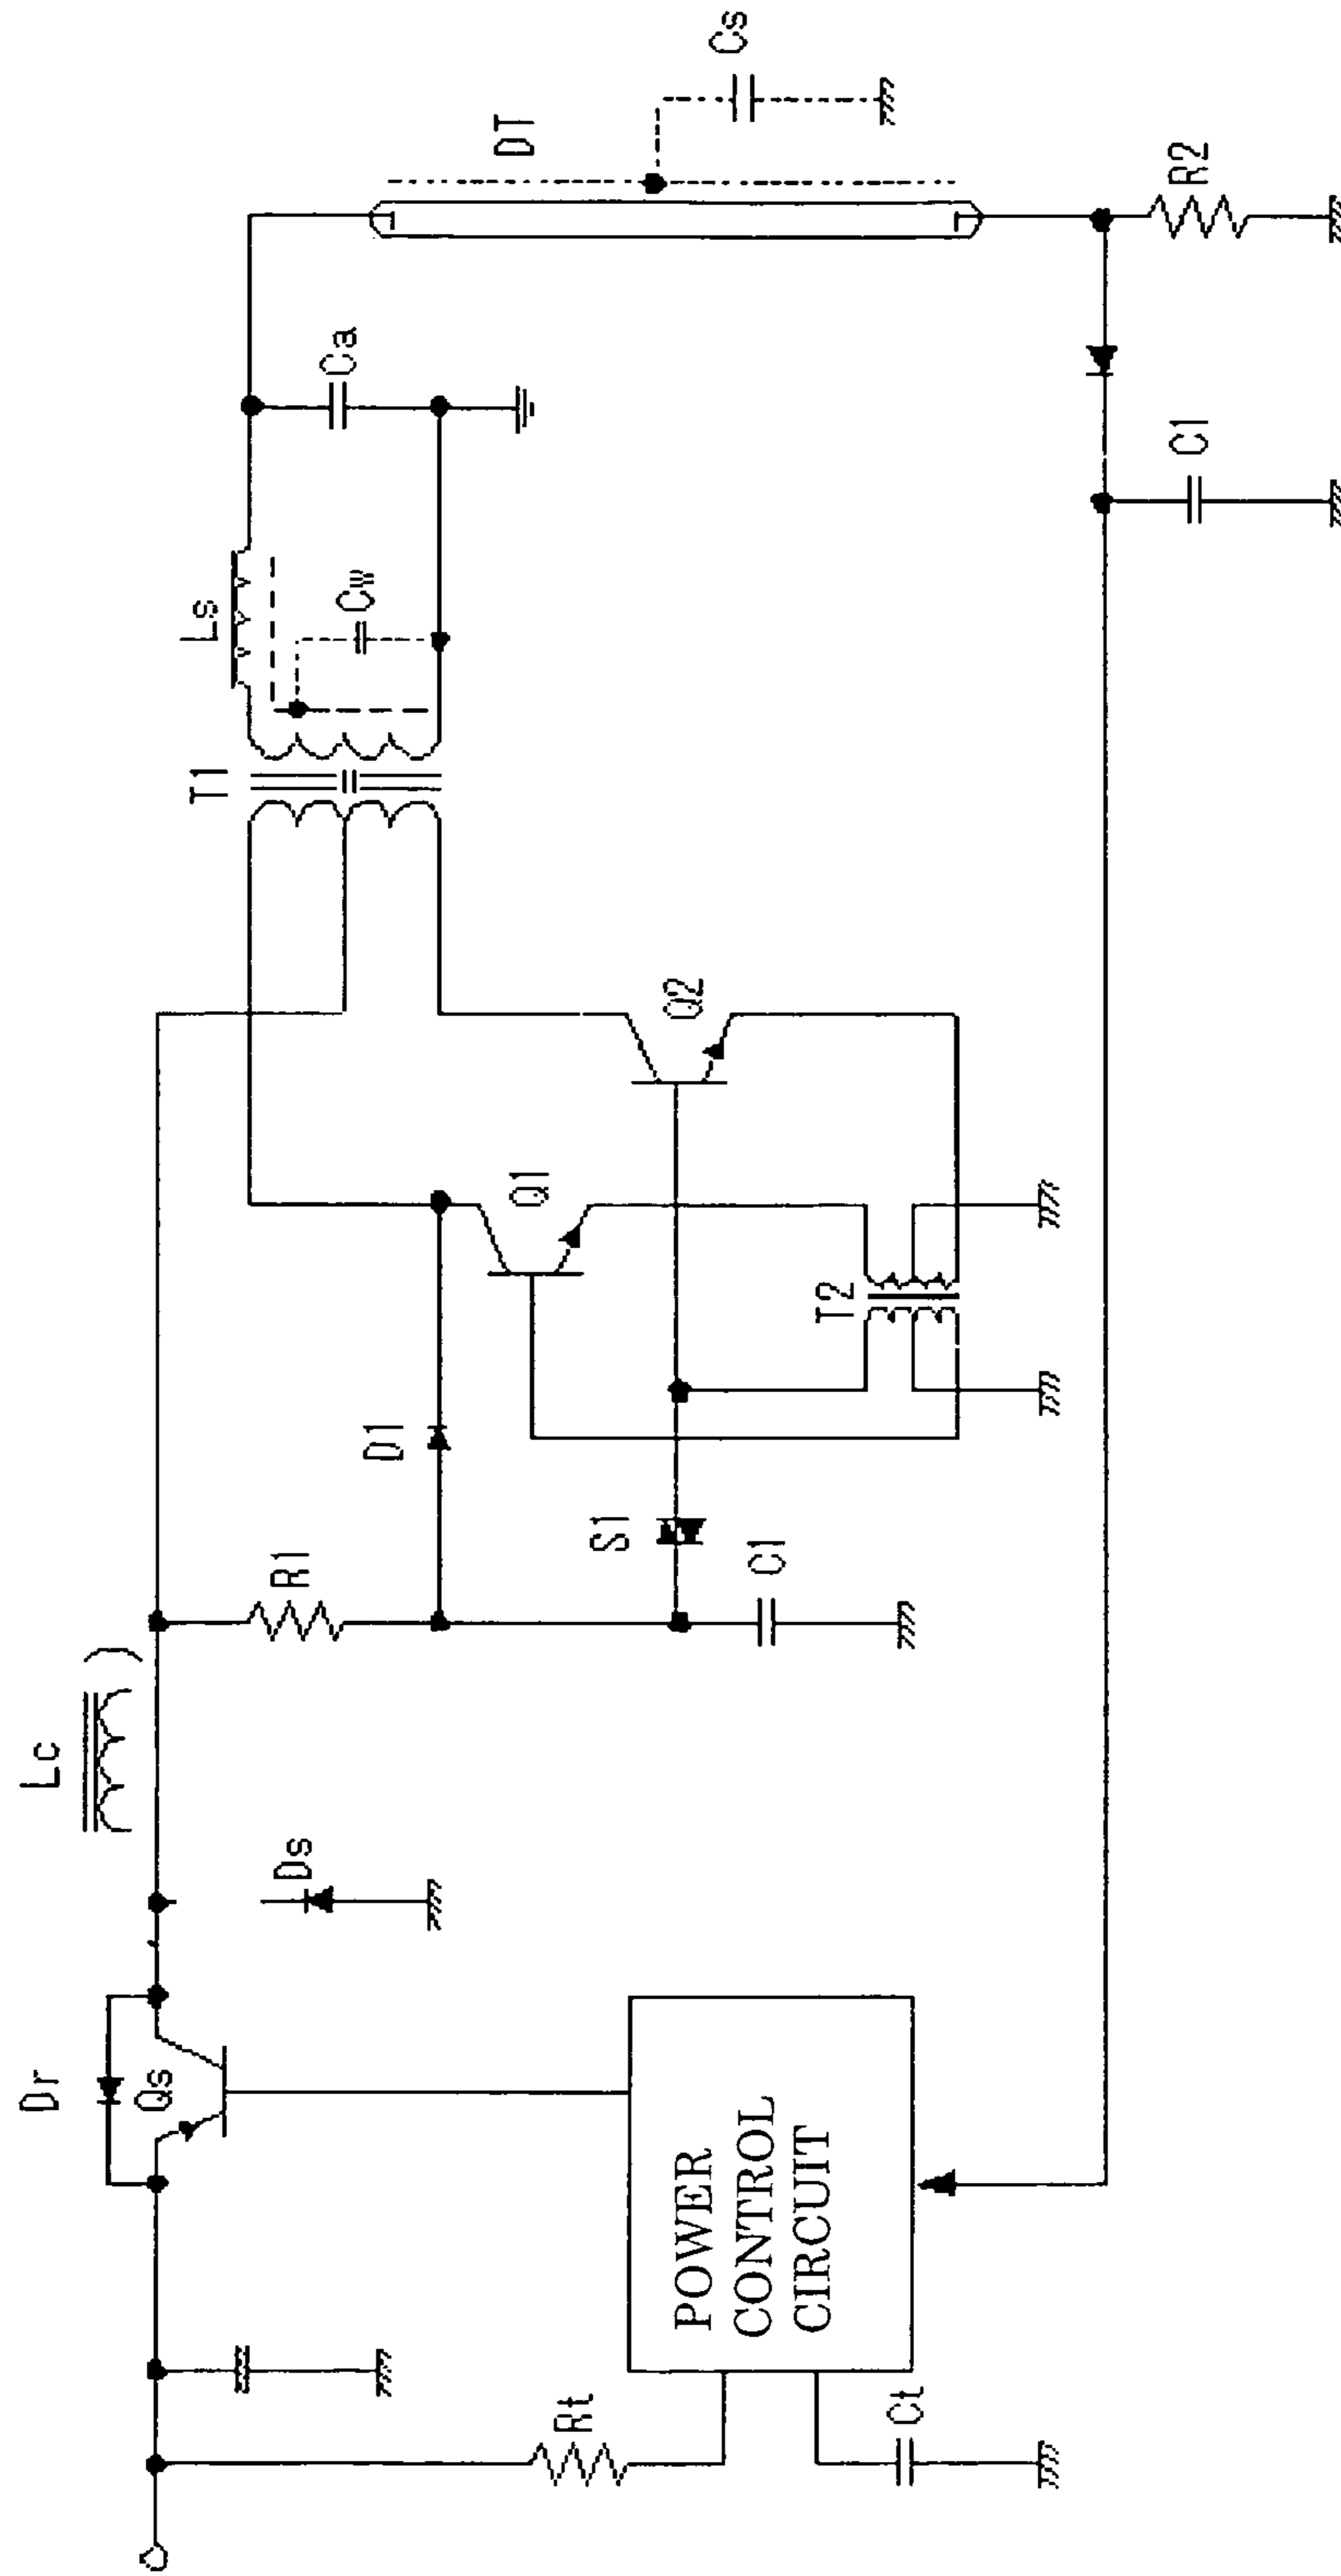 Dr
Lc
Qs
T1
Ls
Ds
R1
Ca
Cw
D1
DT
Q1
Rt
S1
Q2
POWER
CONTROL
CIRCUIT
Cs
C1
T2
Ct
C1
R2